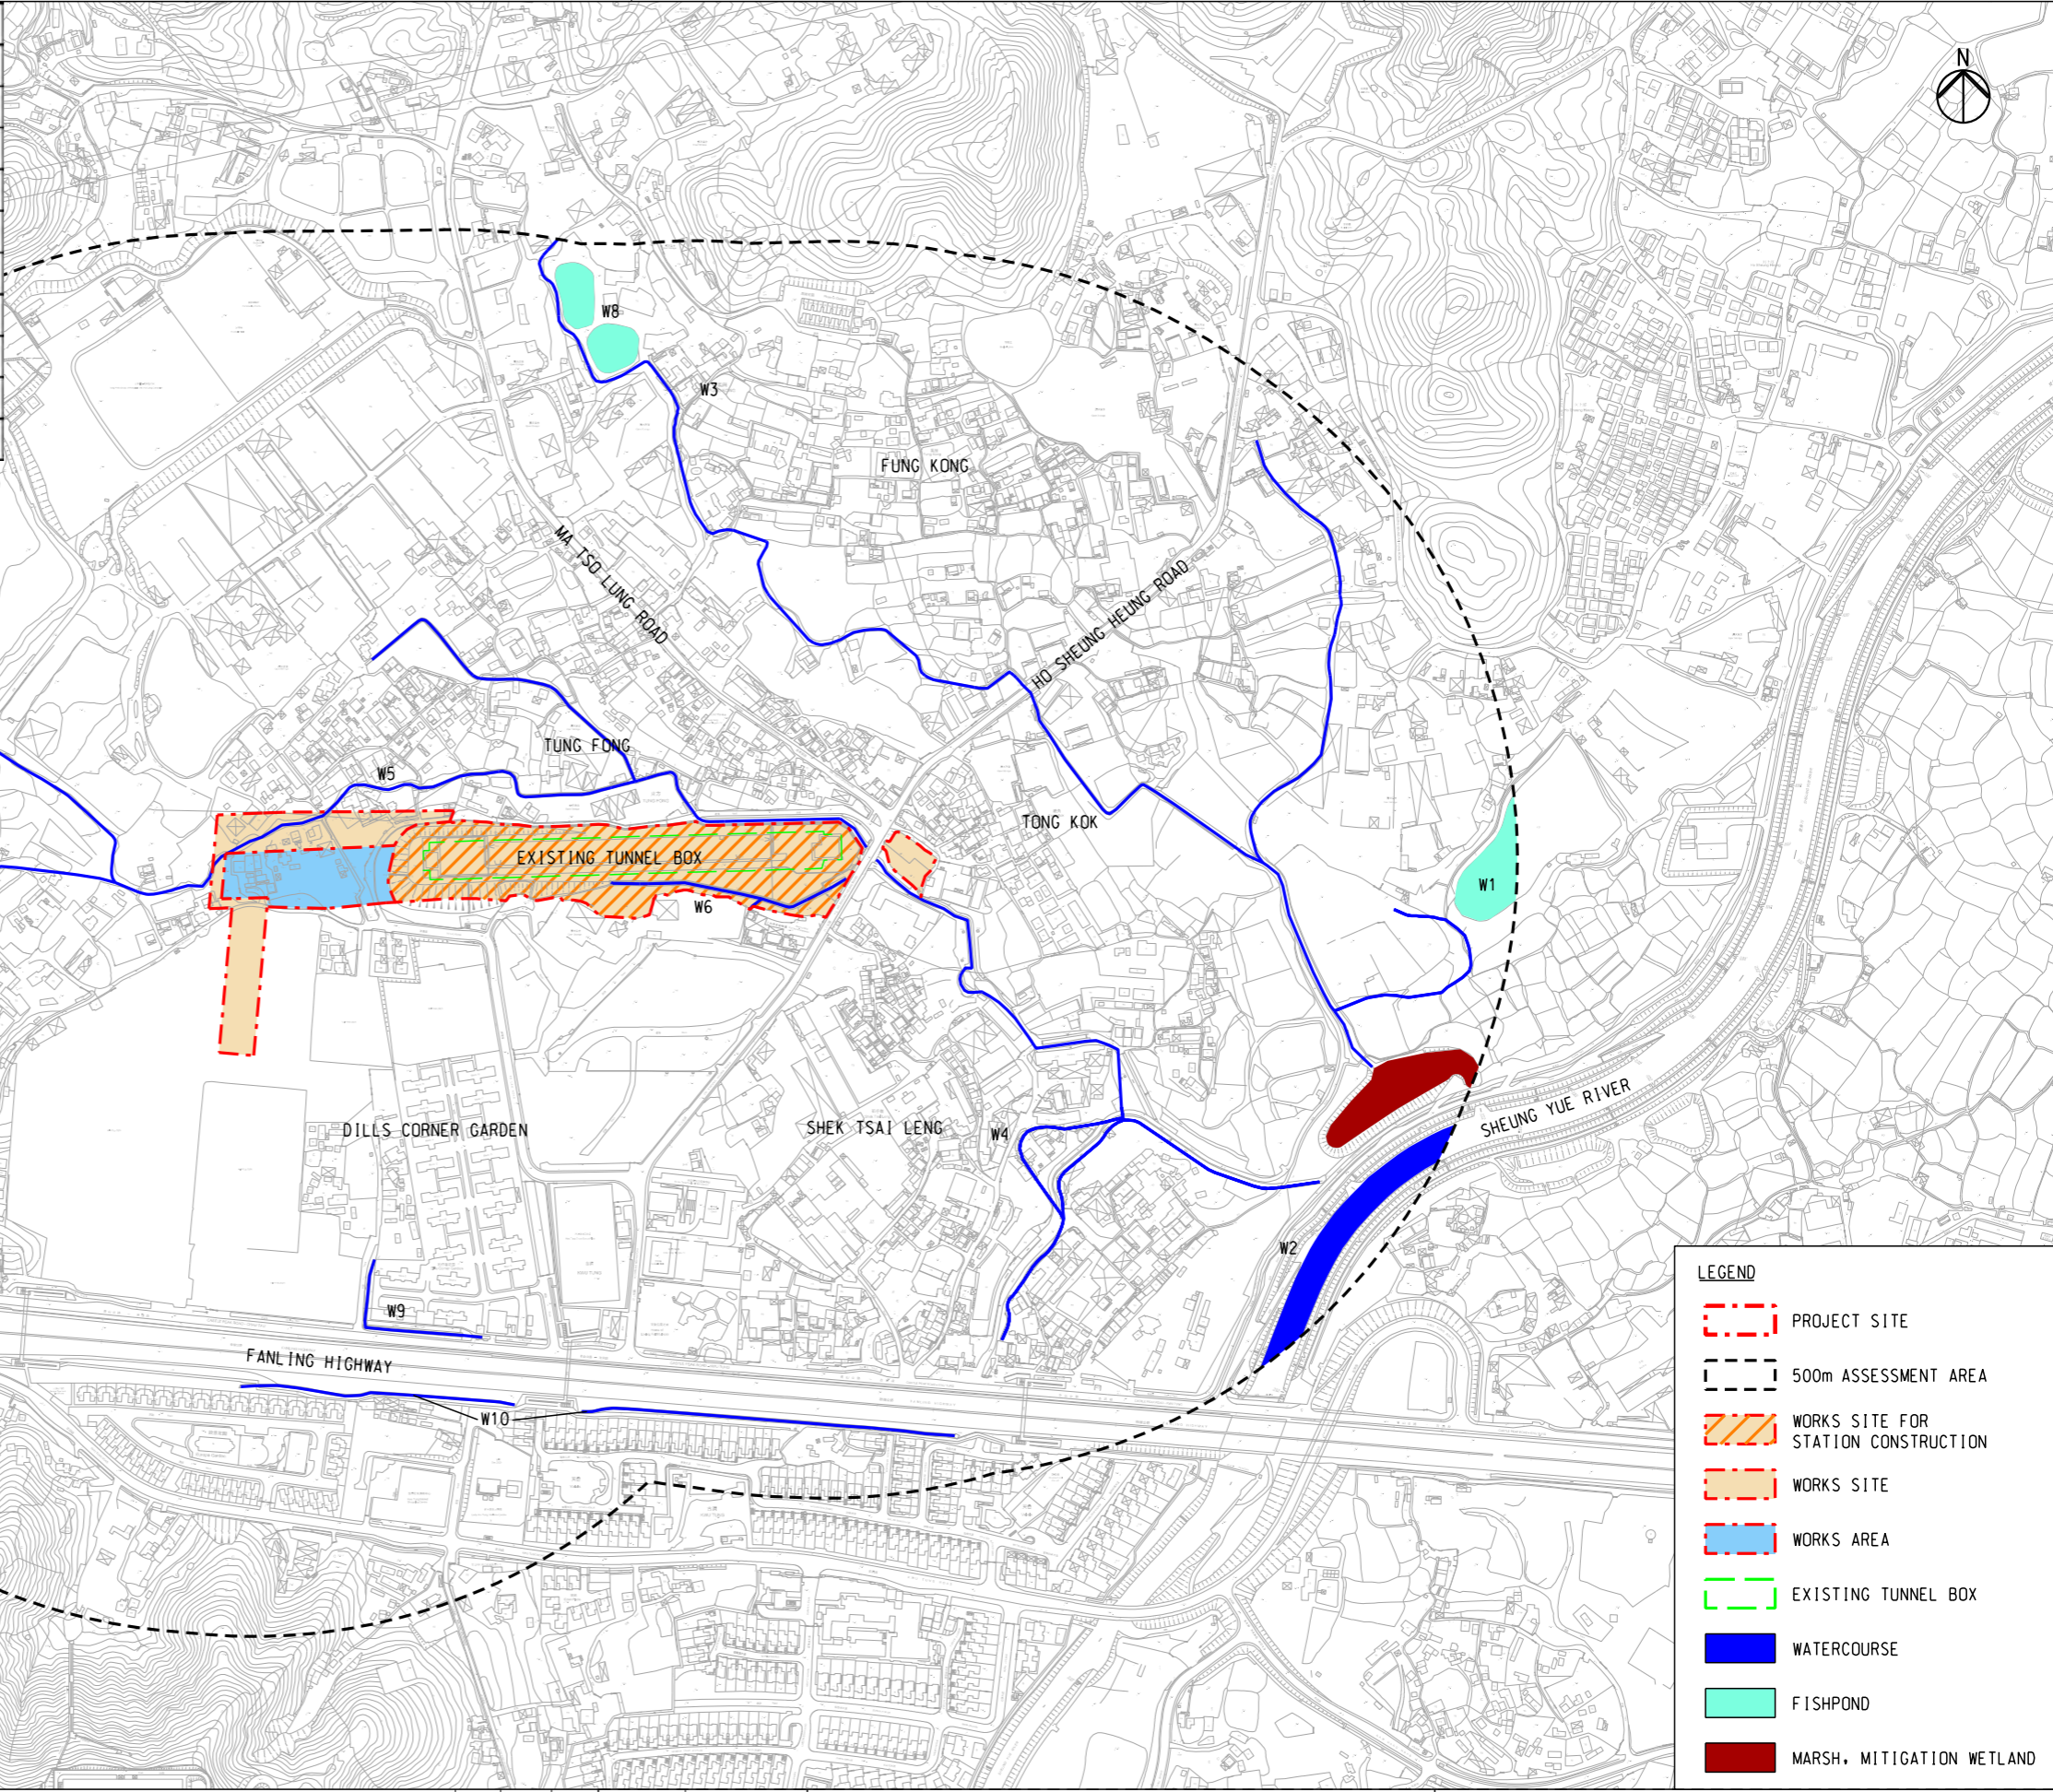 N
W8
W3
FUNG KONG
MA TSO LUNG ROAD
HO SHEUNG HEUNG ROAD
TUNG FONG
W5
TONG KOK
EXISTING TUNNEL BOX
W1
W6
SHEUNG YUE RIVER
DILLS CORNER GARDEN
SHEK TSAI LENG
W4
W2
W9
FANLING HIGHWAY
W10
LEGEND
PROJECT SITE
500m ASSESSMENT AREA
WORKS SITE FOR
STATION CONSTRUCTION
WORKS SITE
WORKS AREA
EXISTING TUNNEL BOX
WATERCOURSE
FISHPOND
MARSH, MITIGATION WETLAND